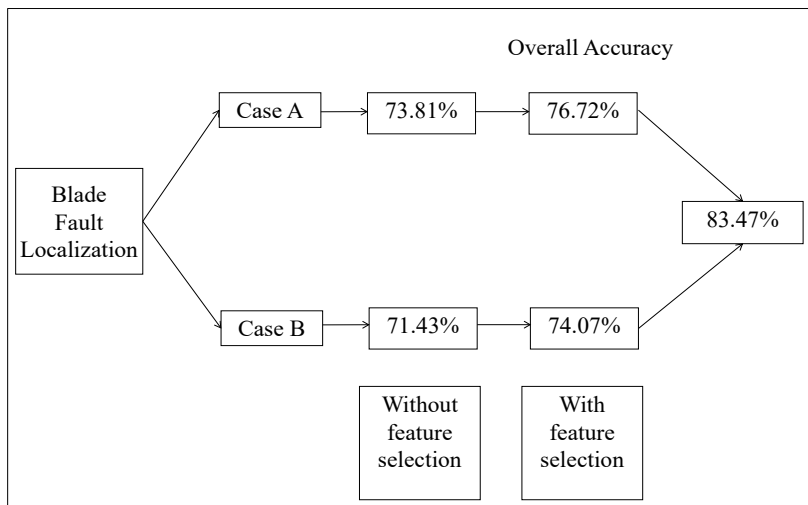 Overall Accuracy
Case A
73.81%
76.72%
Blade
Fault
Localization
83.47%
Case B
71.43%
74.07%
Without
feature
selection
With
feature
selection